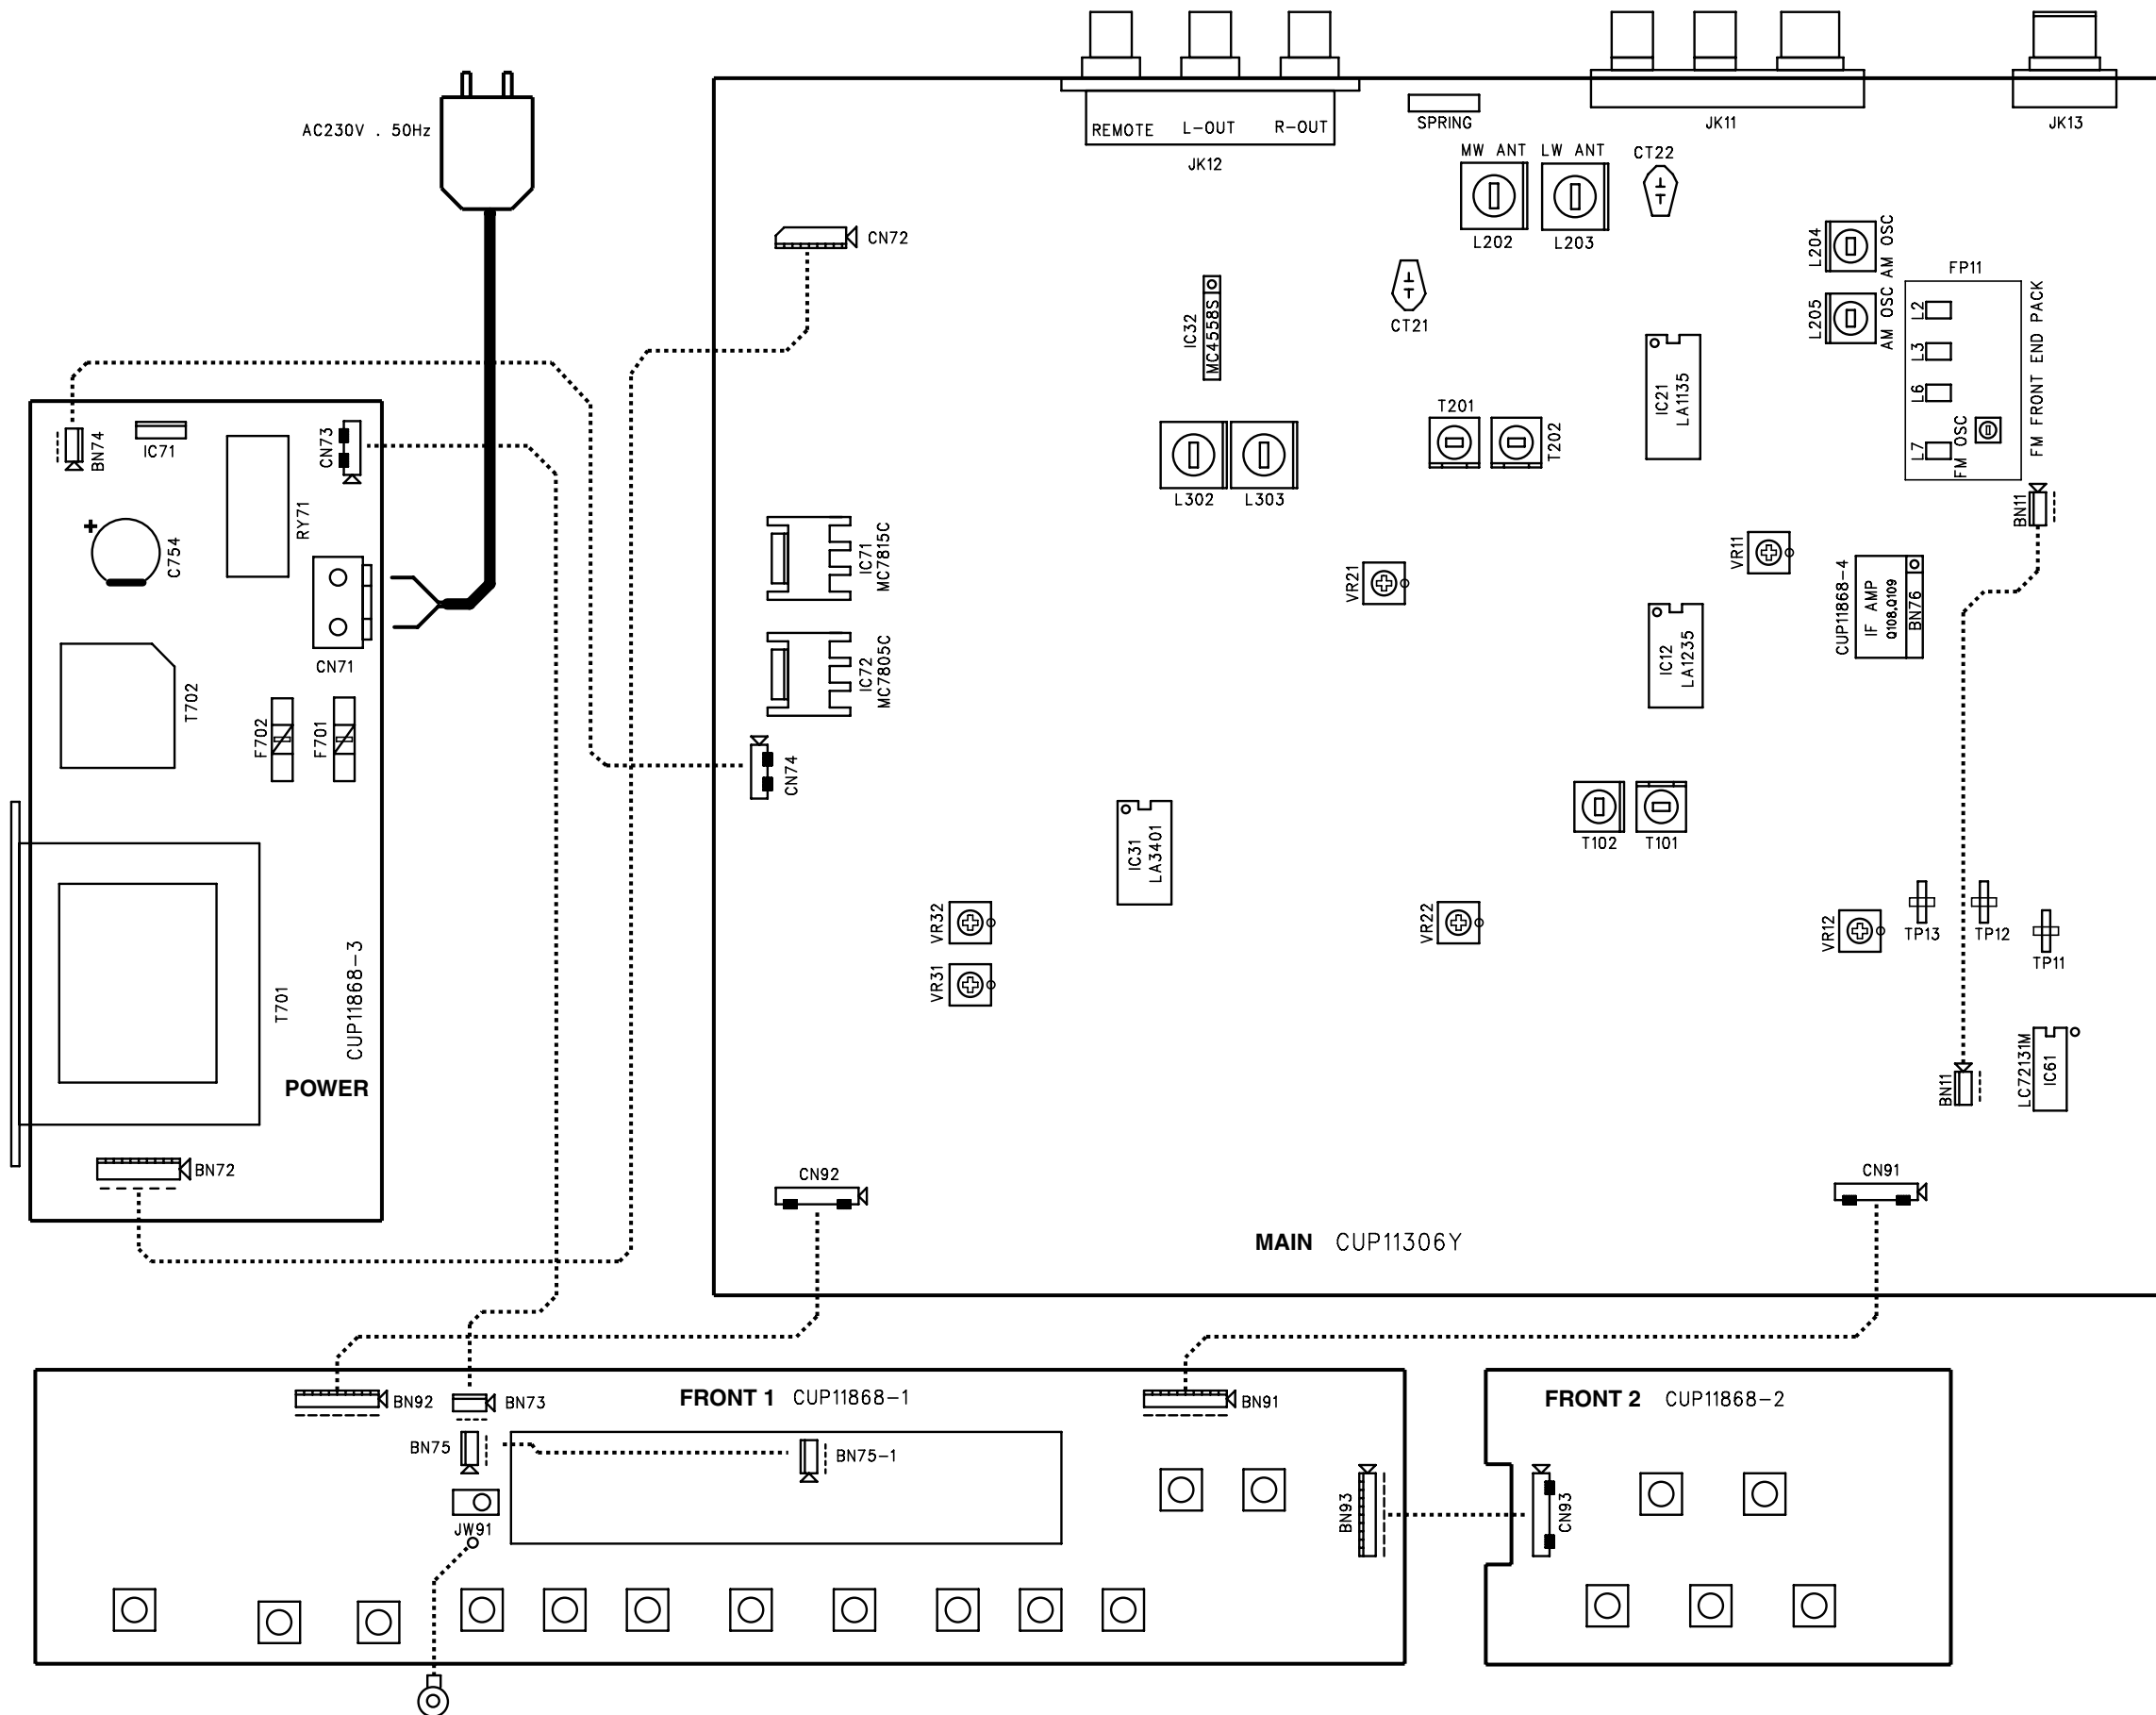 AC230V . 50Hz
REMOTE L-OUT R-OUT
JK12
SPRING
JK11
JK13
MW ANT LW ANT
L202 L203
CT22
CT21
CN72
IC32
MC4558S
L204
AM OSC
L205
AM OSC
FP11
L2
L3
L6
L7
FM OSC
FM FRONT END PACK
IC21
LA1135
T201
T202
L302 L303
BN74
IC71
CN73
RY71
C754
CN71
T702
F702
F701
T701
CUP11868-3
POWER
BN72
IC71
MC7815C
IC72
MC7805C
CN74
VR21
VR11
BN11
CUP11868-4
IF AMP
Q108,Q109
BN76
IC12
LA1235
T102 T101
IC31
LA3401
VR32
VR31
VR22
VR12
TP13 TP12
TP11
BN11
LC72131M
IC61
CN92
CN91
MAIN CUP11306Y
BN92
BN73
FRONT 1 CUP11868-1
BN91
BN75
BN75-1
JW91
BN93
FRONT 2 CUP11868-2
CN93